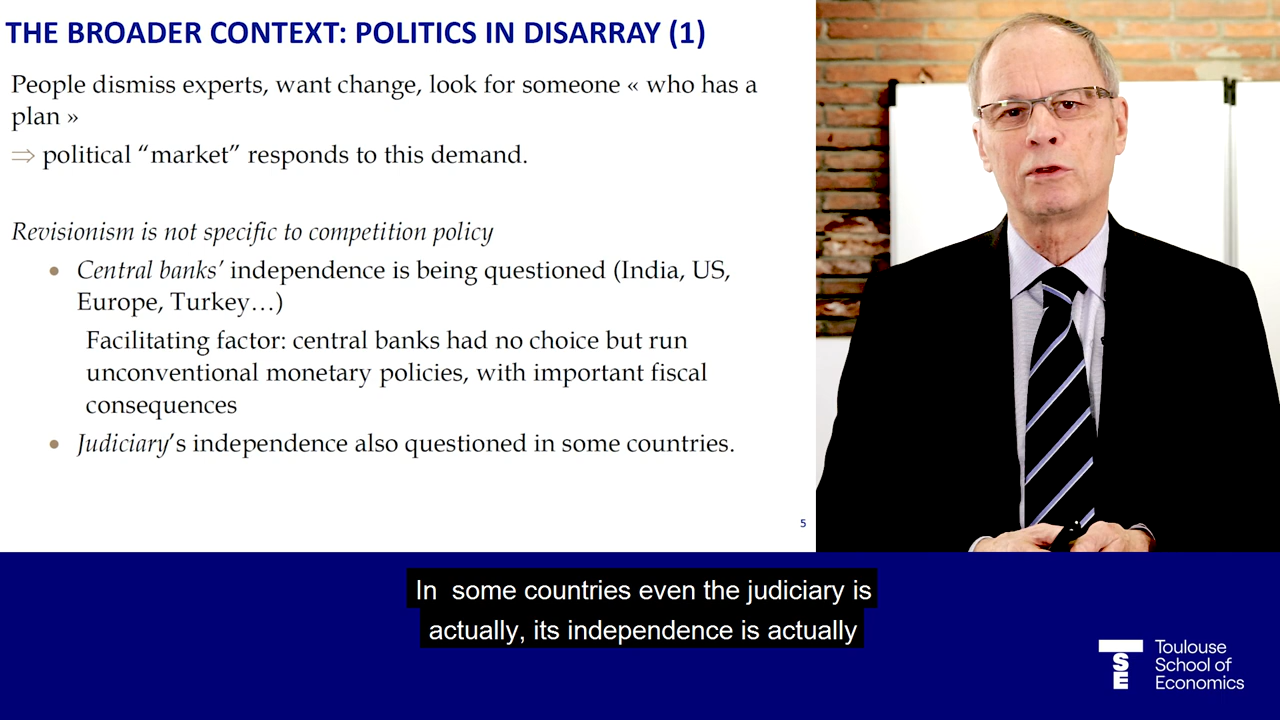 THE BROADER CONTEXT: POLITICS IN DISARRAY (1)
People dismiss experts, want change, look for someone « who has a
plan »
⇒ political “market” responds to this demand.
Revisionism is not specific to competition policy
• Central banks’ independence is being questioned (India, US,
Europe, Turkey…)
Facilitating factor: central banks had no choice but run
unconventional monetary policies, with important fiscal
consequences
• Judiciary’s independence also questioned in some countries.
5
In  some countries even the judiciary is
actually, its independence is actually
TSE
Toulouse
School of
Economics